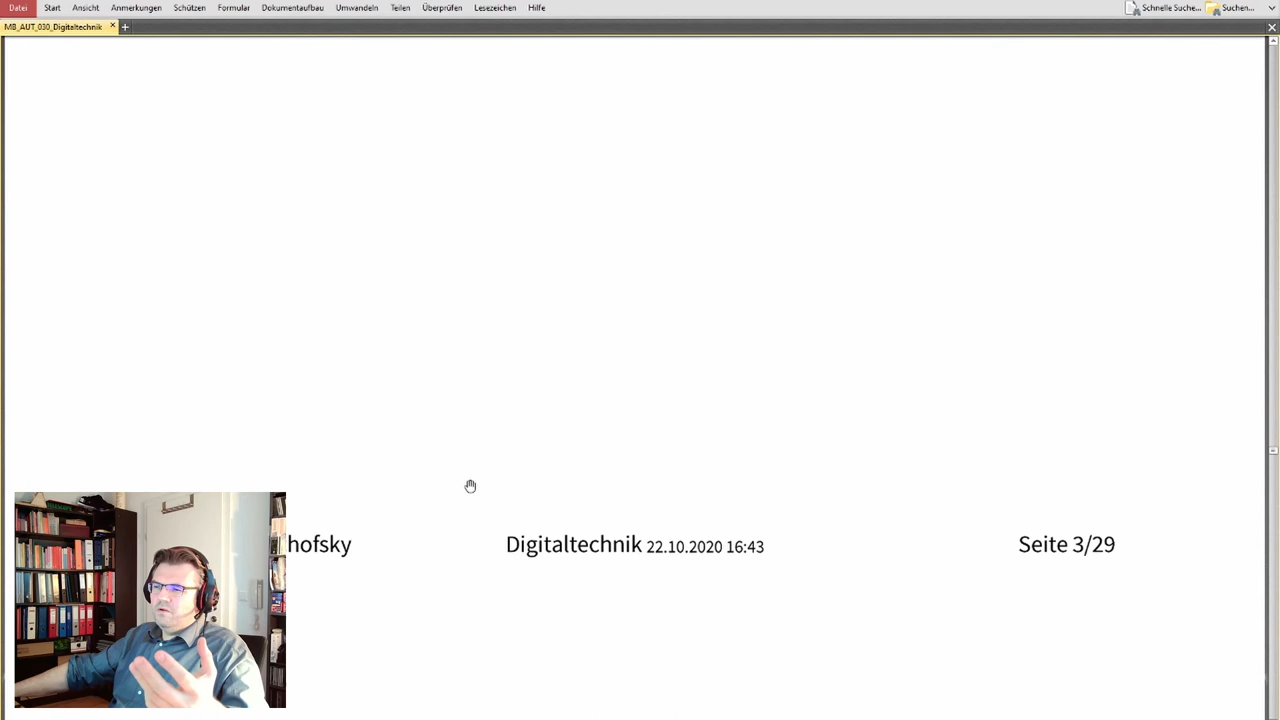 Datei Start Ansicht Anmerkungen Schützen Formular Dokumentaufbau Umwandeln Teilen Überprüfen Lesezeichen Hilfe Schnelle Suche... Suchen...
MB_AUT_030_Digitaltechnik
hofsky Digitaltechnik 22.10.2020 16:43 Seite 3/29